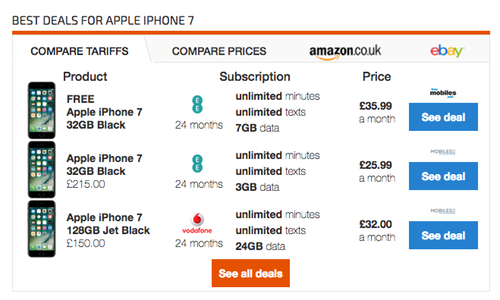 BEST DEALS FOR APPLE IPHONE 7
COMPARE TARIFFS COMPARE PRICES amazon.co.uk ebay
Product Subscription Price
FREE
Apple iPhone 7
32GB Black
EE
24 months
unlimited minutes
unlimited texts
7GB data
£35.99
a month
mobiles
See deal
Apple iPhone 7
32GB Black
£215.00
EE
24 months
unlimited minutes
unlimited texts
3GB data
£25.99
a month
See deal
Apple iPhone 7
128GB Jet Black
£150.00
vodafone
24 months
unlimited minutes
unlimited texts
24GB data
£32.00
a month
See deal
See all deals